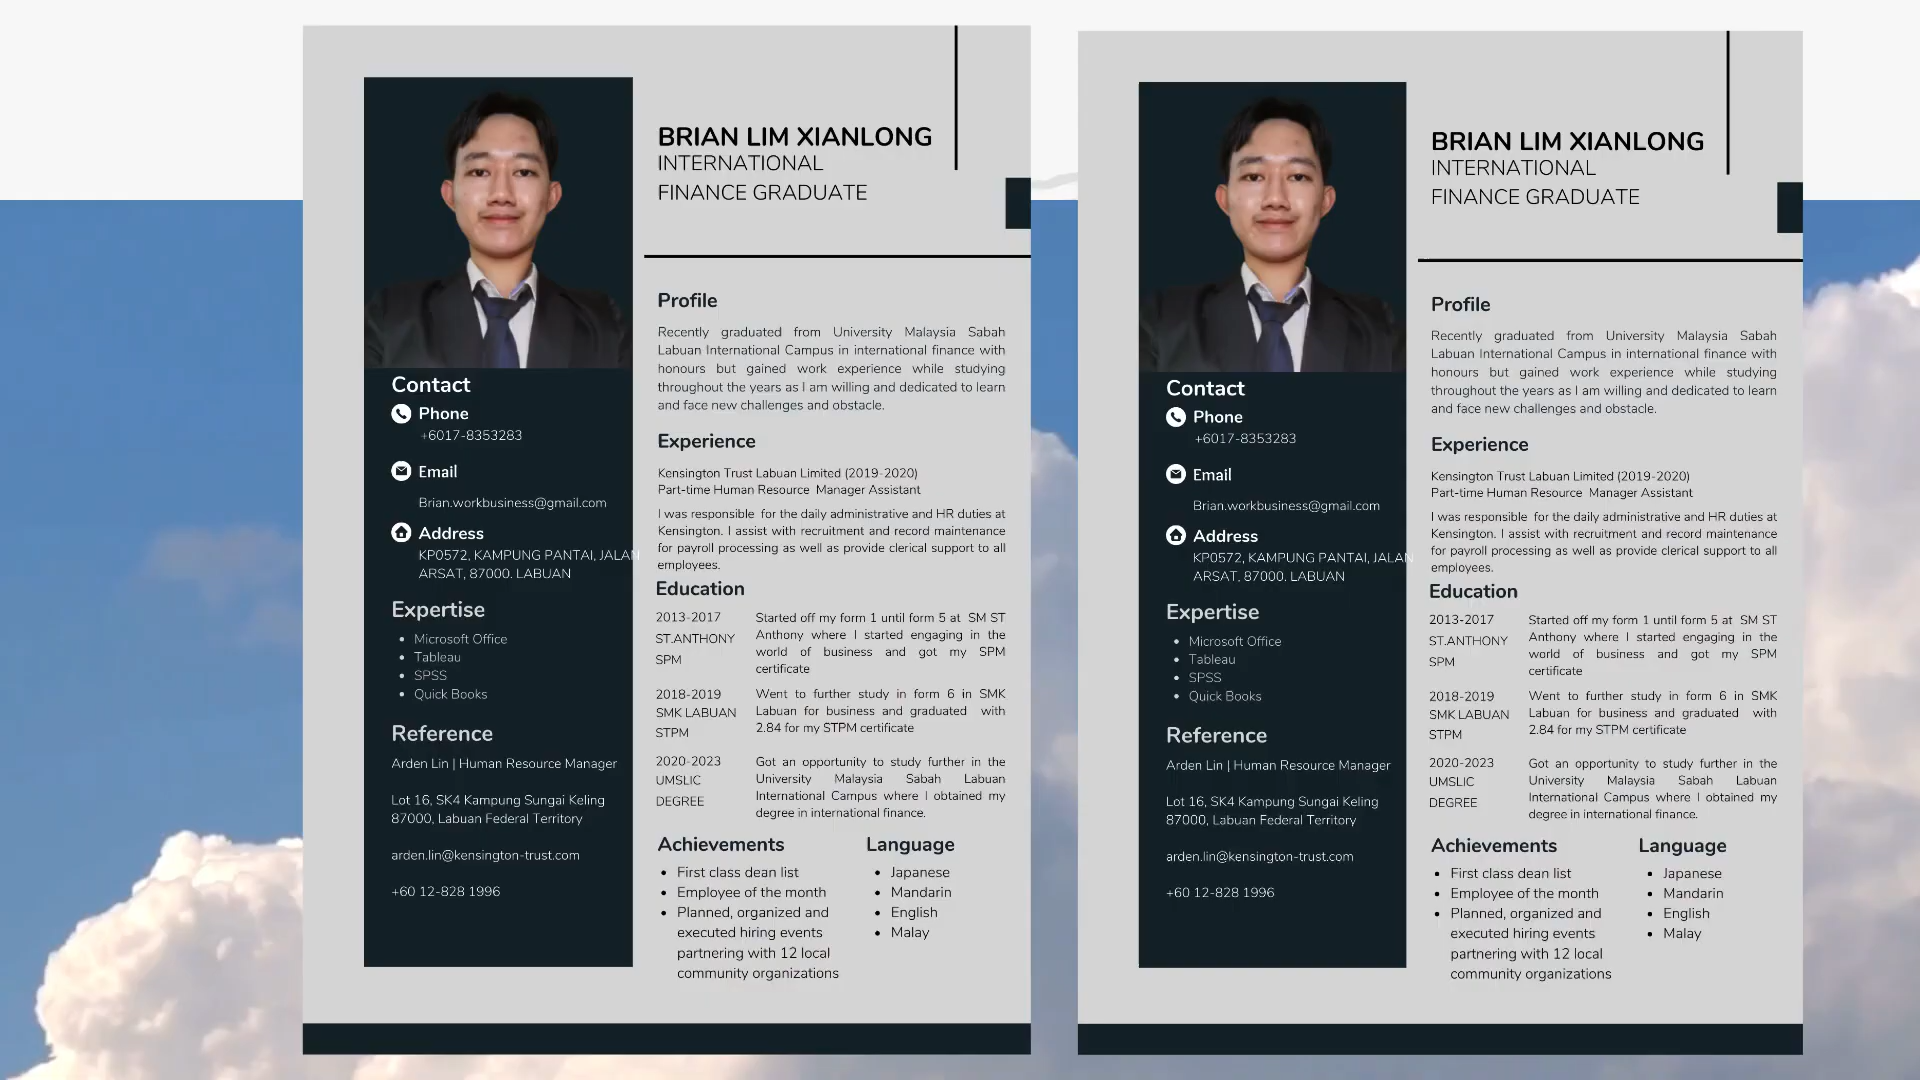 BRIAN LIM XIANLONG
INTERNATIONAL
FINANCE GRADUATE
Contact
Phone
+6017-8353283
Email
Brian.workbusiness@gmail.com
Address
KP0572, KAMPUNG PANTAI, JALAN
ARSAT, 87000. LABUAN
Expertise
• Microsoft Office
• Tableau
• SPSS
• Quick Books
Reference
Arden Lin | Human Resource Manager
Lot 16, SK4 Kampung Sungai Keling
87000, Labuan Federal Territory
arden.lin@kensington-trust.com
+60 12-828 1996
Profile
Recently graduated from University Malaysia Sabah
Labuan International Campus in international finance with
honours but gained work experience while studying
throughout the years as I am willing and dedicated to learn
and face new challenges and obstacle.
Experience
Kensington Trust Labuan Limited (2019-2020)
Part-time Human Resource Manager Assistant
I was responsible for the daily administrative and HR duties at
Kensington. I assist with recruitment and record maintenance
for payroll processing as well as provide clerical support to all
employees.
Education
2013-2017
ST.ANTHONY
SPM
Started off my form 1 until form 5 at SM ST
Anthony where I started engaging in the
world of business and got my SPM
certificate
2018-2019
SMK LABUAN
STPM
Went to further study in form 6 in SMK
Labuan for business and graduated with
2.84 for my STPM certificate
2020-2023
UMSLIC
DEGREE
Got an opportunity to study further in the
University Malaysia Sabah Labuan
International Campus where I obtained my
degree in international finance.
Achievements
• First class dean list
• Employee of the month
• Planned, organized and
executed hiring events
partnering with 12 local
community organizations
Language
• Japanese
• Mandarin
• English
• Malay
BRIAN LIM XIANLONG
INTERNATIONAL
FINANCE GRADUATE
Contact
Phone
+6017-8353283
Email
Brian.workbusiness@gmail.com
Address
KP0572, KAMPUNG PANTAI, JALAN
ARSAT, 87000. LABUAN
Expertise
• Microsoft Office
• Tableau
• SPSS
• Quick Books
Reference
Arden Lin | Human Resource Manager
Lot 16, SK4 Kampung Sungai Keling
87000, Labuan Federal Territory
arden.lin@kensington-trust.com
+60 12-828 1996
Profile
Recently graduated from University Malaysia Sabah
Labuan International Campus in international finance with
honours but gained work experience while studying
throughout the years as I am willing and dedicated to learn
and face new challenges and obstacle.
Experience
Kensington Trust Labuan Limited (2019-2020)
Part-time Human Resource Manager Assistant
I was responsible for the daily administrative and HR duties at
Kensington. I assist with recruitment and record maintenance
for payroll processing as well as provide clerical support to all
employees.
Education
2013-2017
ST.ANTHONY
SPM
Started off my form 1 until form 5 at SM ST
Anthony where I started engaging in the
world of business and got my SPM
certificate
2018-2019
SMK LABUAN
STPM
Went to further study in form 6 in SMK
Labuan for business and graduated with
2.84 for my STPM certificate
2020-2023
UMSLIC
DEGREE
Got an opportunity to study further in the
University Malaysia Sabah Labuan
International Campus where I obtained my
degree in international finance.
Achievements
• First class dean list
• Employee of the month
• Planned, organized and
executed hiring events
partnering with 12 local
community organizations
Language
• Japanese
• Mandarin
• English
• Malay